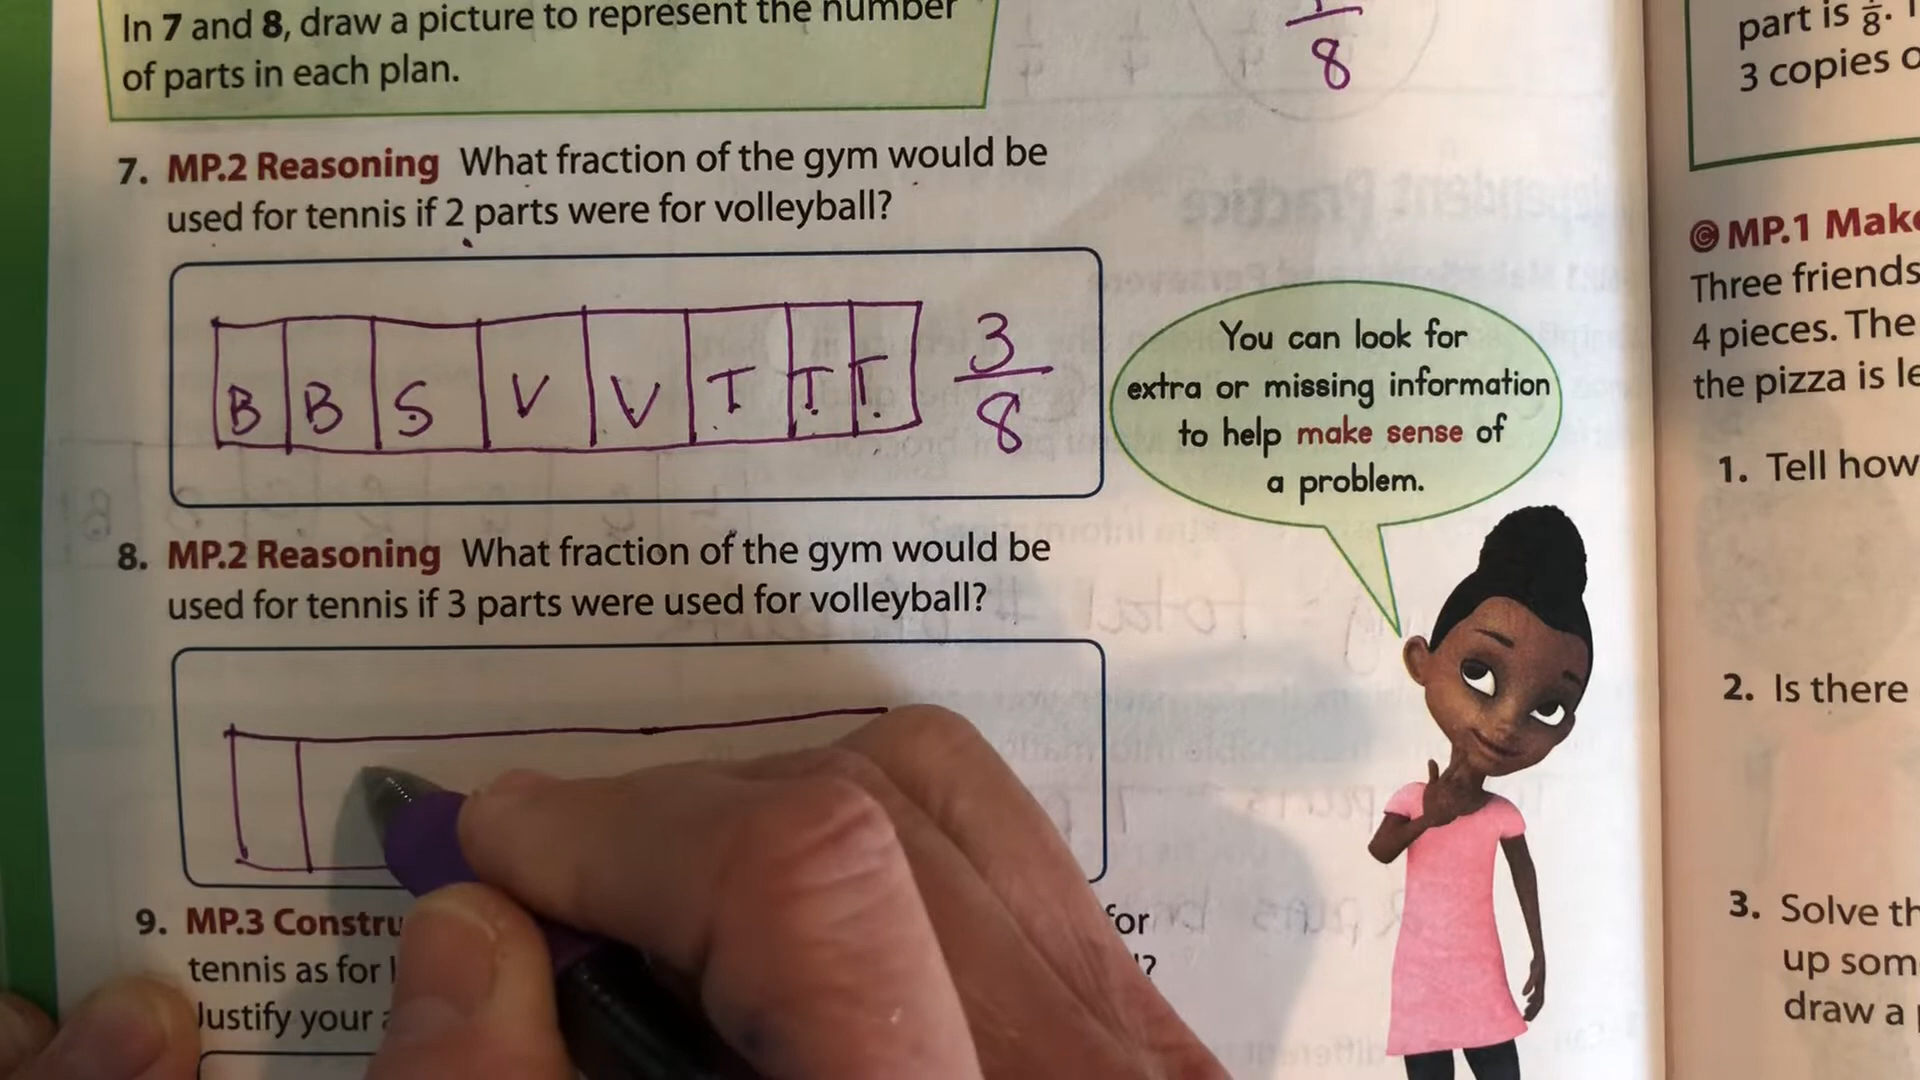 In 7 and 8, draw a picture to represent the number
of parts in each plan.
8
part is 1/8.
3 copies
7. MP.2 Reasoning What fraction of the gym would be
used for tennis if 2 parts were for volleyball?
B B S V V T T T 3/8
You can look for
extra or missing information
to help make sense of
a problem.
8. MP.2 Reasoning What fraction of the gym would be
used for tennis if 3 parts were used for volleyball?
9. MP.3 Constru
for
tennis as for
Justify your
© MP.1 Make
Three friends
4 pieces. The
the pizza is le
1. Tell how
2. Is there
3. Solve th
up som
draw a